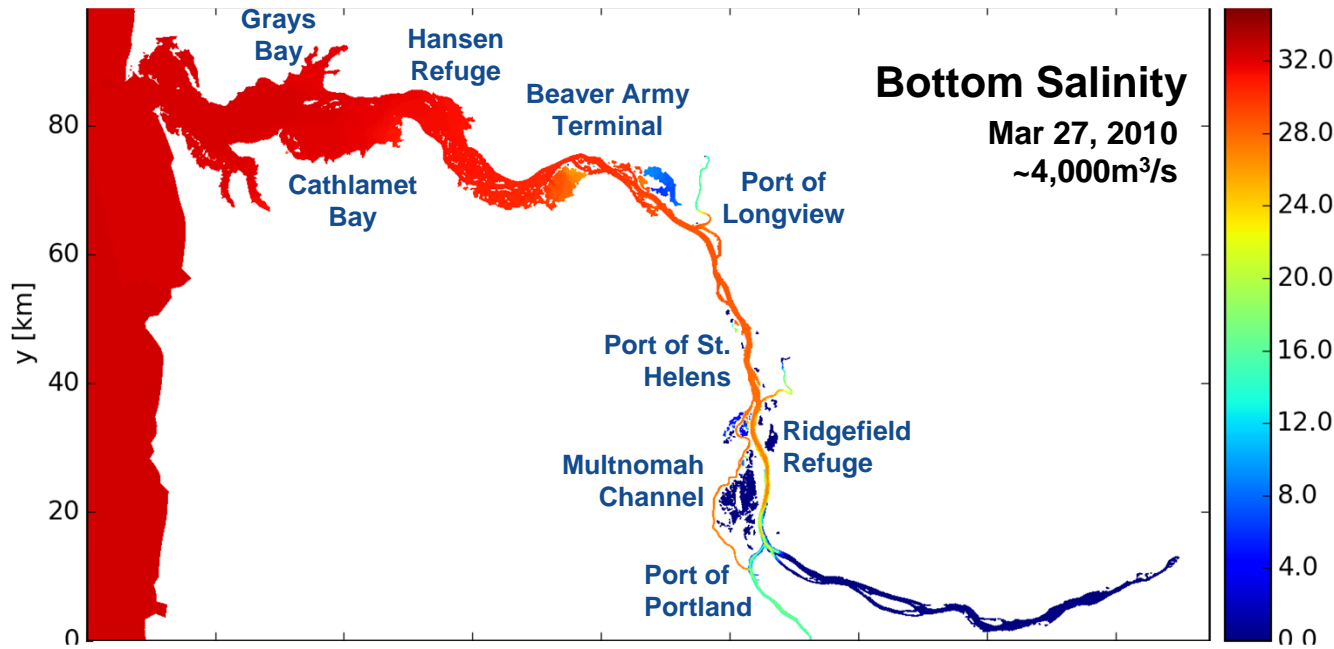 Grays
Bay
Hansen
Refuge
Beaver Army
Terminal
Bottom Salinity
Mar 27, 2010
~4,000m³/s
Cathlamet
Bay
Port of
Longview
Port of St.
Helens
Ridgefield
Refuge
Multnomah
Channel
Port of
Portland
y [km]
80
60
40
20
0
32.0
28.0
24.0
20.0
16.0
12.0
8.0
4.0
0.0